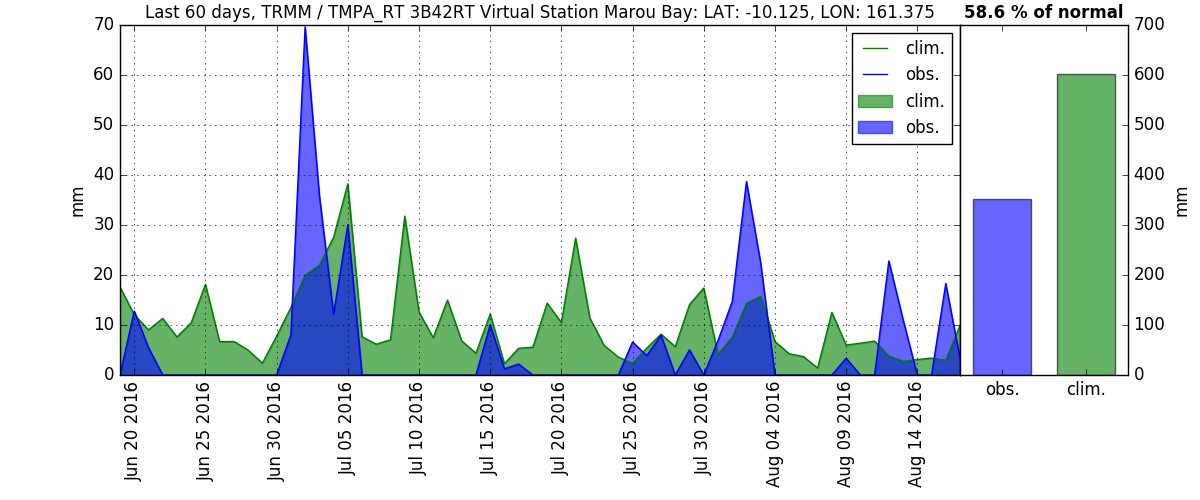 Last 60 days, TRMM / TMPA_RT 3B42RT Virtual Station Marou Bay: LAT: -10.125, LON: 161.375
58.6 % of normal
70
60
50
40
30
20
10
0
mm
clim.
obs.
clim.
obs.
700
600
500
400
300
200
100
0
mm
obs.
clim.
Jun 20 2016
Jun 25 2016
Jun 30 2016
Jul 05 2016
Jul 10 2016
Jul 15 2016
Jul 20 2016
Jul 25 2016
Jul 30 2016
Aug 04 2016
Aug 09 2016
Aug 14 2016